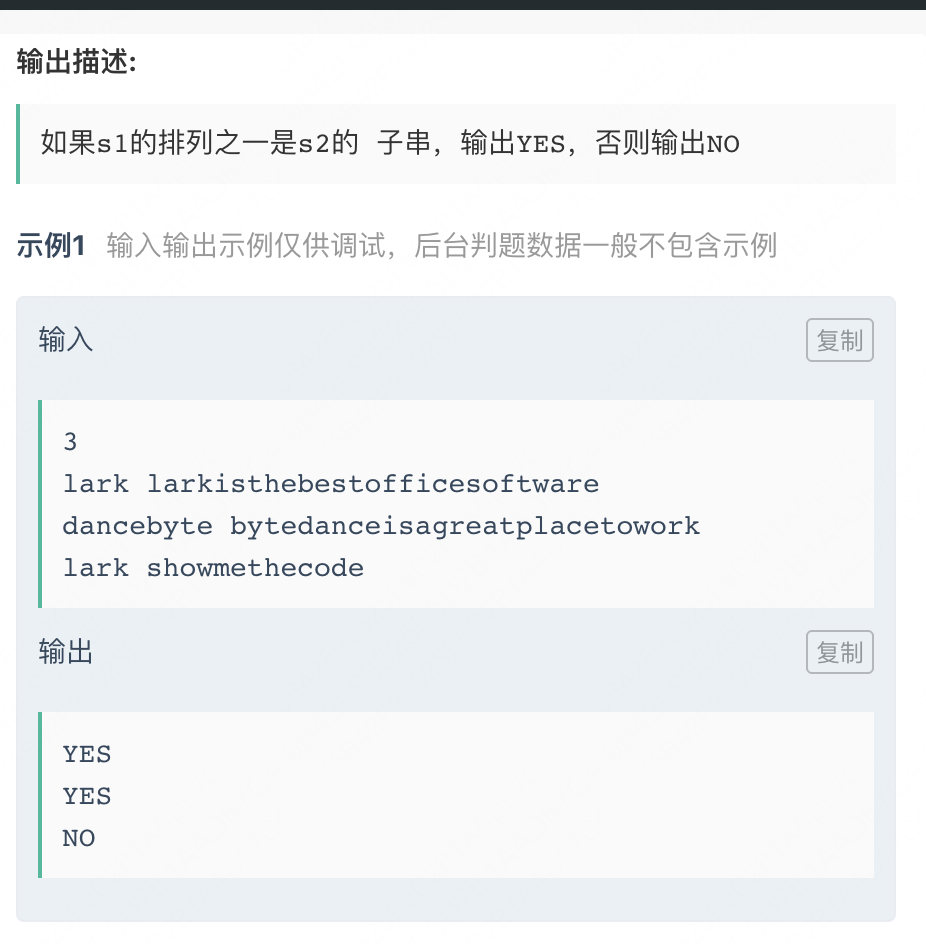 输出描述:
如果s1的排列之一是s2的 子串，输出YES，否则输出NO
示例1 输入输出示例仅供调试，后台判题数据一般不包含示例
输入 复制
3
lark larkisthebestofficesoftware
dancebyte bytedanceisagreatplacetowork
lark showmethecode
输出 复制
YES
YES
NO